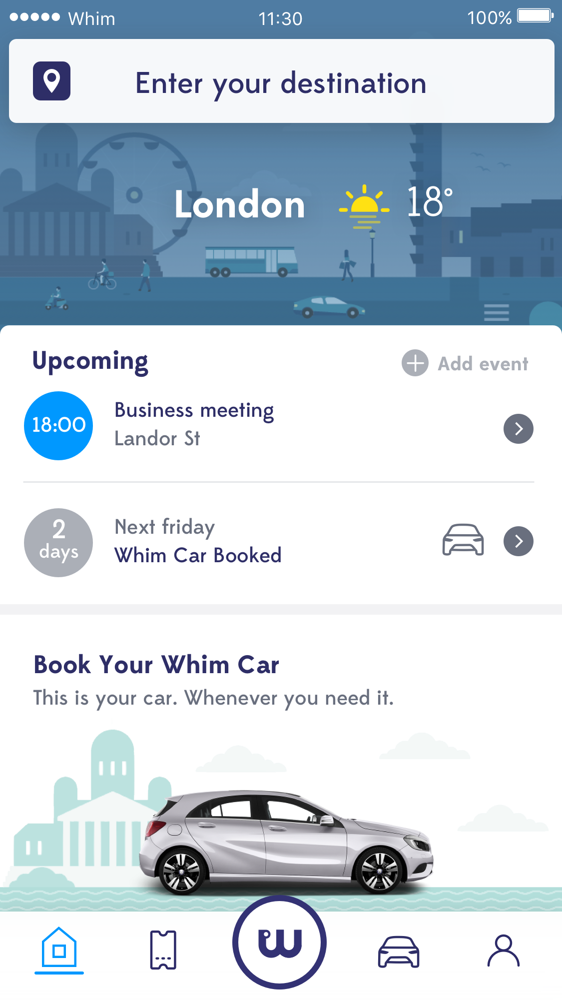 Whim
11:30
100%
Enter your destination
London
18°
Upcoming
Add event
18:00
Business meeting
Landor St
2
days
Next friday
Whim Car Booked
Book Your Whim Car
This is your car. Whenever you need it.
W